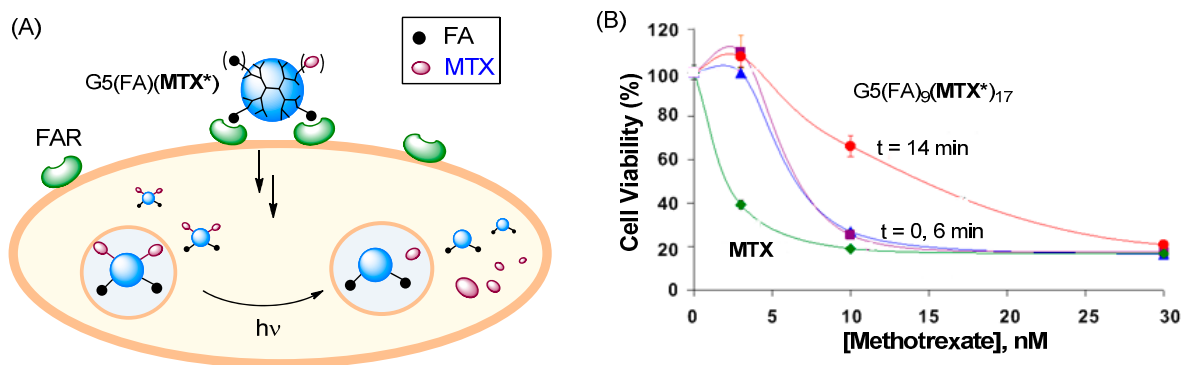 (A)
FA
MTX
G5(FA)(MTX*)
FAR
hν
(B)
120
100
80
60
40
20
0
0
5
10
15
20
25
30
Cell Viability (%)
[Methotrexate], nM
G5(FA)₉(MTX*)₁₇
t = 14 min
t = 0, 6 min
MTX